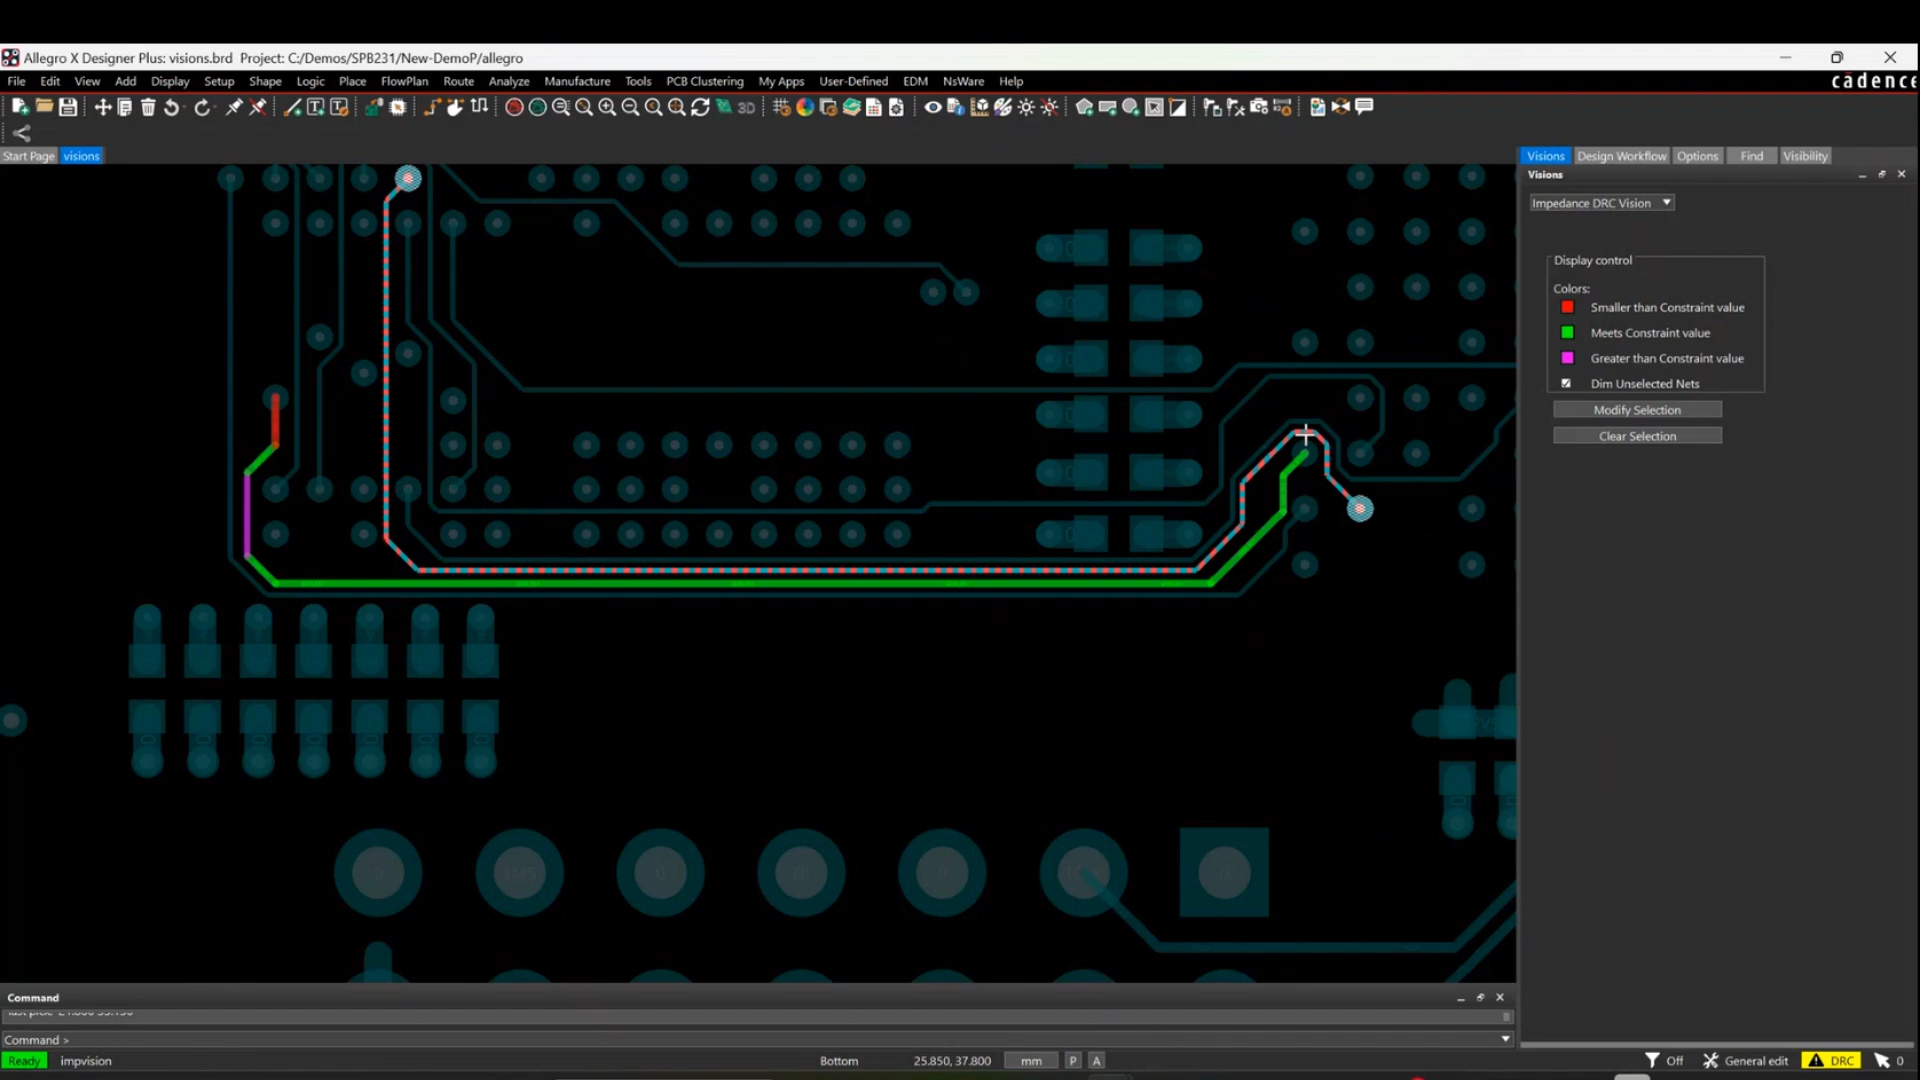 Allegro X Designer Plus: visions.brd  Project: C:/Demos/SPB231/New-DemoP/allegro
File Edit View Add Display Setup Shape Logic Place FlowPlan Route Analyze Manufacture Tools PCB Clustering My Apps User-Defined EDM NsWare Help
cādence
3D
Start Page visions
Visions Design Workflow Options Find Visibility
Visions
Impedance DRC Vision
Display control
Colors:
Smaller than Constraint value
Meets Constraint value
Greater than Constraint value
Dim Unselected Nets
Modify Selection
Clear Selection
Command
Command >
Ready impvision Bottom 25.850, 37.800 mm P A Off General edit DRC 0